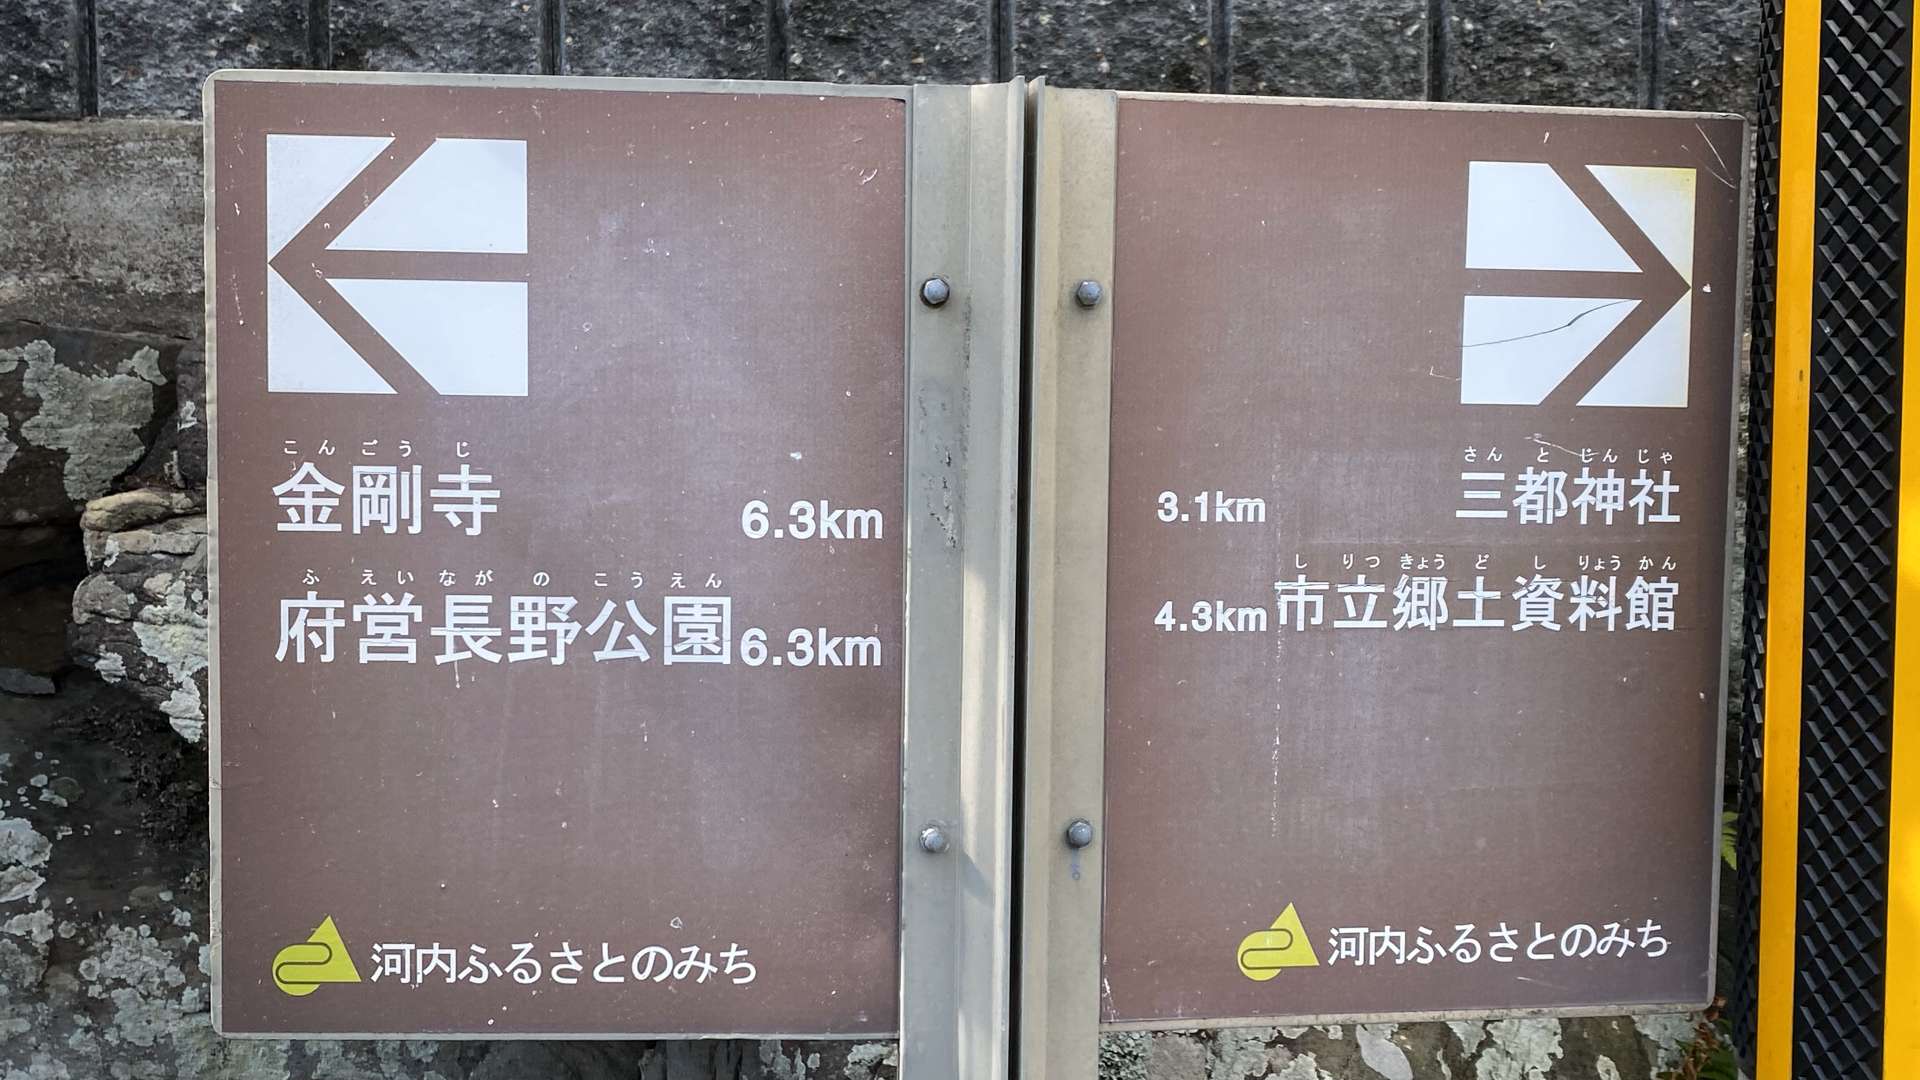 こんごうじ
金剛寺 6.3km
ふえいながのこうえん
府営長野公園 6.3km
河内ふるさとのみち
さんとじんじゃ
3.1km 三都神社
しりつきょうどしりょうかん
4.3km 市立郷土資料館
河内ふるさとのみち